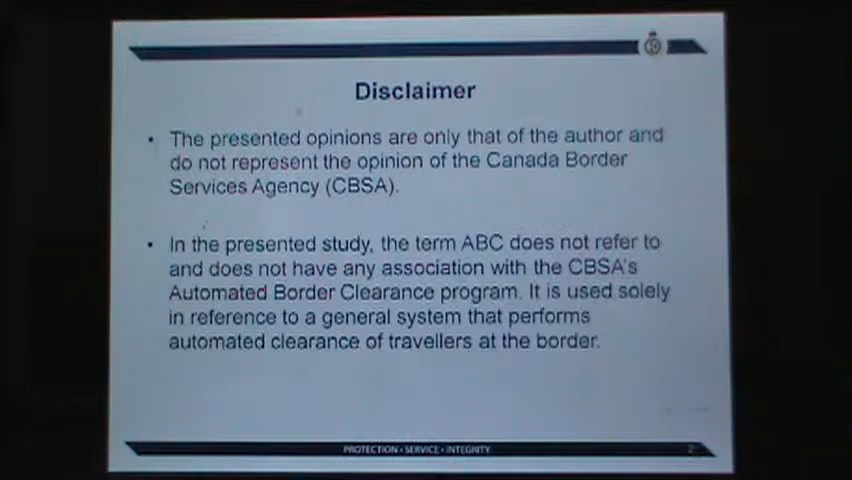 Disclaimer
• The presented opinions are only that of the author and
do not represent the opinion of the Canada Border
Services Agency (CBSA).
• In the presented study, the term ABC does not refer to
and does not have any association with the CBSA's
Automated Border Clearance program. It is used solely
in reference to a general system that performs
automated clearance of travellers at the border.
PROTECTION • SERVICE • INTEGRITY
2